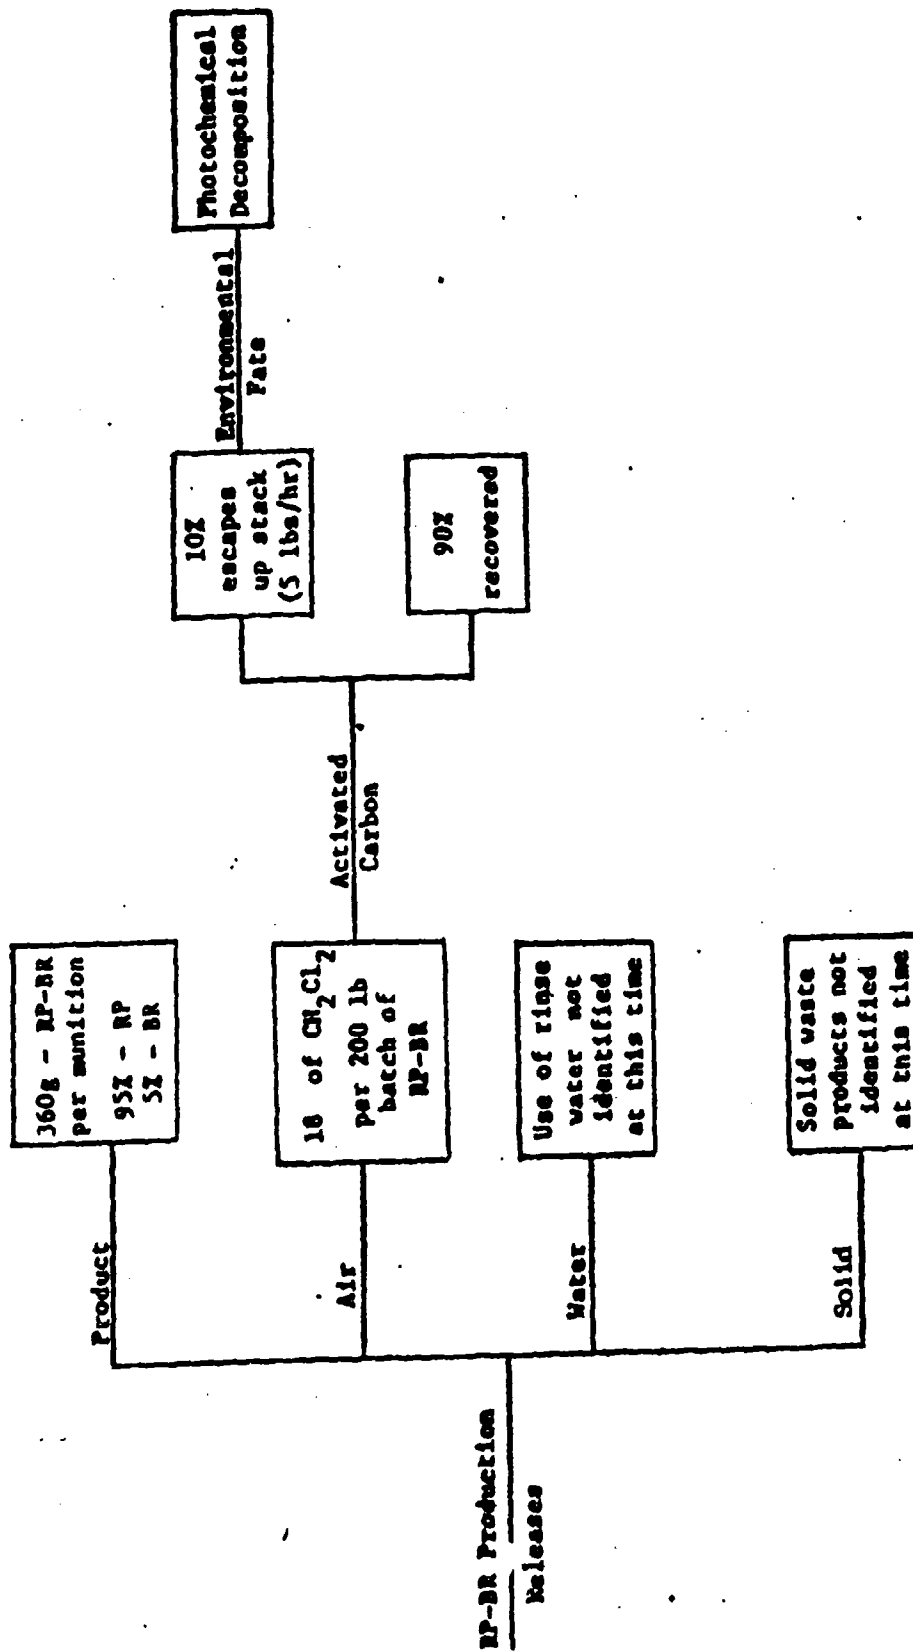 RP-BR Production
Releases
Product
360g - RP-BR
per munition
95% - RP
5% - BR
Air
18 of CH2Cl2
per 200 lb
batch of
RP-BR
Activated
Carbon
10%
escapes
up stack
(5 lbs/hr)
Environmental
Fate
Photochemical
Decomposition
90%
recovered
Water
Use of rinse
water not
identified
at this time
Solid
Solid waste
products not
identified
at this time